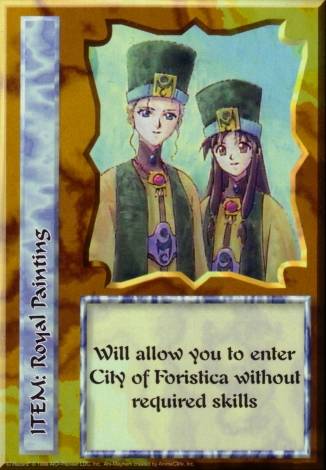 ITEM: Royal Painting
Will allow you to enter
City of Foristica without
required skills